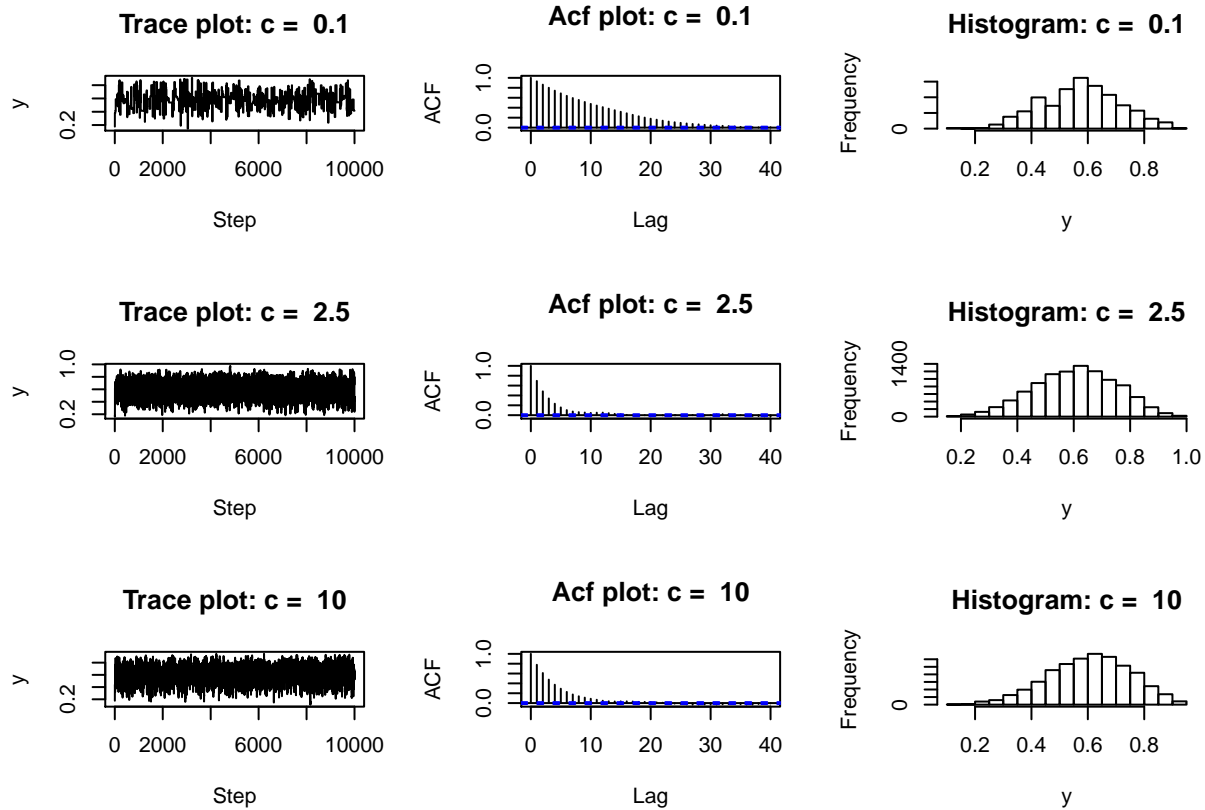 Trace plot: c = 0.1
y
0.2
0 2000 6000 10000
Step
Acf plot: c = 0.1
ACF
0.0 1.0
0 10 20 30 40
Lag
Histogram: c = 0.1
Frequency
0
0.2 0.4 0.6 0.8
y
Trace plot: c = 2.5
y
0.2 1.0
0 2000 6000 10000
Step
Acf plot: c = 2.5
ACF
0.0 1.0
0 10 20 30 40
Lag
Histogram: c = 2.5
Frequency
0 1400
0.2 0.4 0.6 0.8 1.0
y
Trace plot: c = 10
y
0.2
0 2000 6000 10000
Step
Acf plot: c = 10
ACF
0.0 1.0
0 10 20 30 40
Lag
Histogram: c = 10
Frequency
0
0.2 0.4 0.6 0.8
y